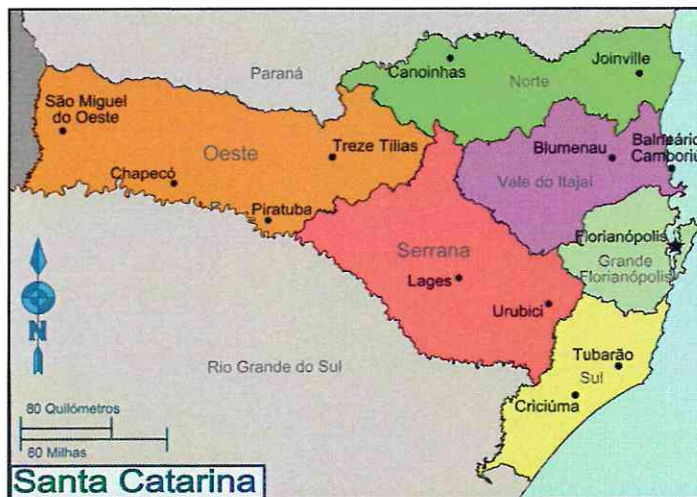 Paraná
Canoinhas
Joinville
Norte
São Miguel
do Oeste
Oeste
Treze Tílias
Chapecó
Piratuba
Blumenau
Balneário
Camboriú
Vale do Itajaí
Florianópolis
Grande
Florianópolis
Serrana
Lages
Urubici
Rio Grande do Sul
Tubarão
Sul
Criciúma
N
80 Quilómetros
60 Milhas
Santa Catarina